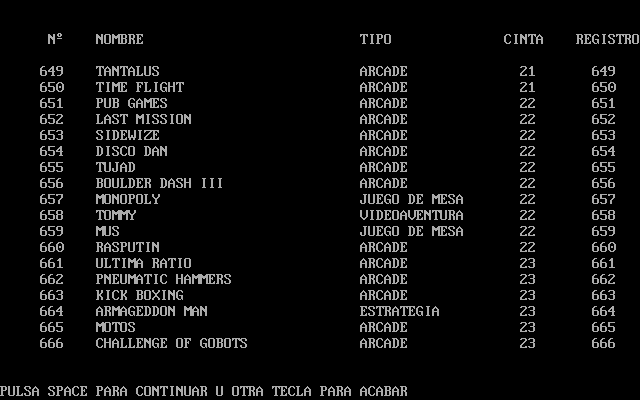 Nº NOMBRE TIPO CINTA REGISTRO
649 TANTALUS ARCADE 21 649
650 TIME FLIGHT ARCADE 21 650
651 PUB GAMES ARCADE 22 651
652 LAST MISSION ARCADE 22 652
653 SIDEWIZE ARCADE 22 653
654 DISCO DAN ARCADE 22 654
655 TUJAD ARCADE 22 655
656 BOULDER DASH III ARCADE 22 656
657 MONOPOLY JUEGO DE MESA 22 657
658 TOMMY VIDEOAVENTURA 22 658
659 MUS JUEGO DE MESA 22 659
660 RASPUTIN ARCADE 22 660
661 ULTIMA RATIO ARCADE 23 661
662 PNEUMATIC HAMMERS ARCADE 23 662
663 KICK BOXING ARCADE 23 663
664 ARMAGEDDON MAN ESTRATEGIA 23 664
665 MOTOS ARCADE 23 665
666 CHALLENGE OF GOBOTS ARCADE 23 666
PULSA SPACE PARA CONTINUAR U OTRA TECLA PARA ACABAR